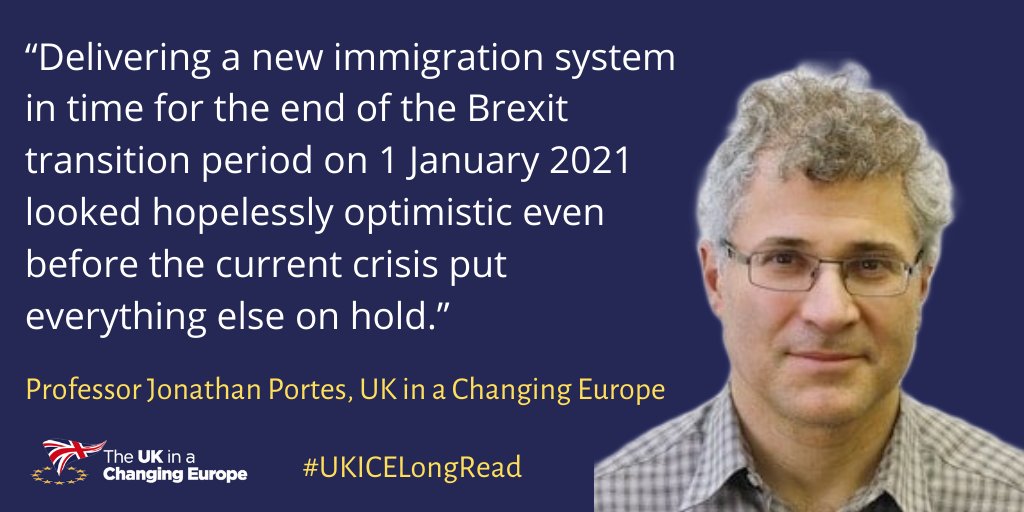 “Delivering a new immigration system
in time for the end of the Brexit
transition period on 1 January 2021
looked hopelessly optimistic even
before the current crisis put
everything else on hold.”
Professor Jonathan Portes, UK in a Changing Europe
The UK in a
Changing Europe
#UKICELongRead